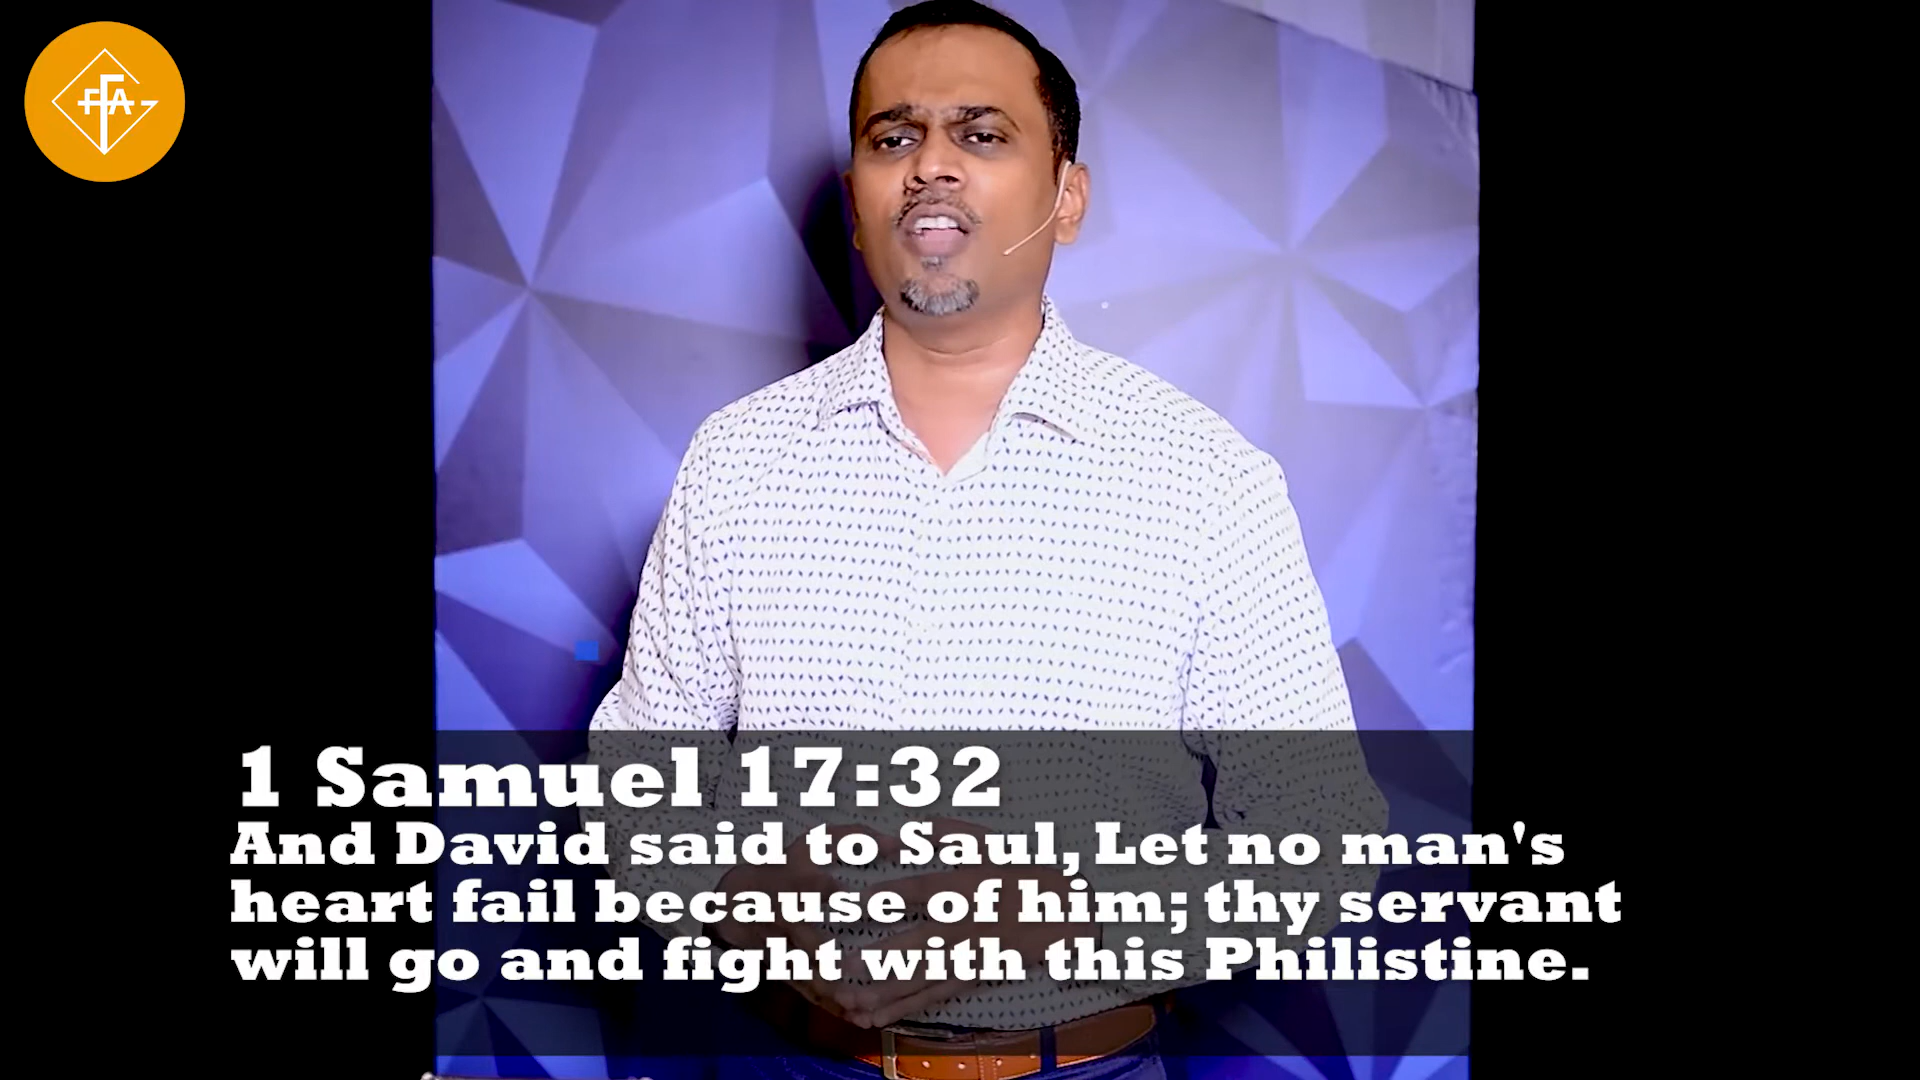 FFA
1 Samuel 17:32
And David said to Saul, Let no man's
heart fail because of him; thy servant
will go and fight with this Philistine.